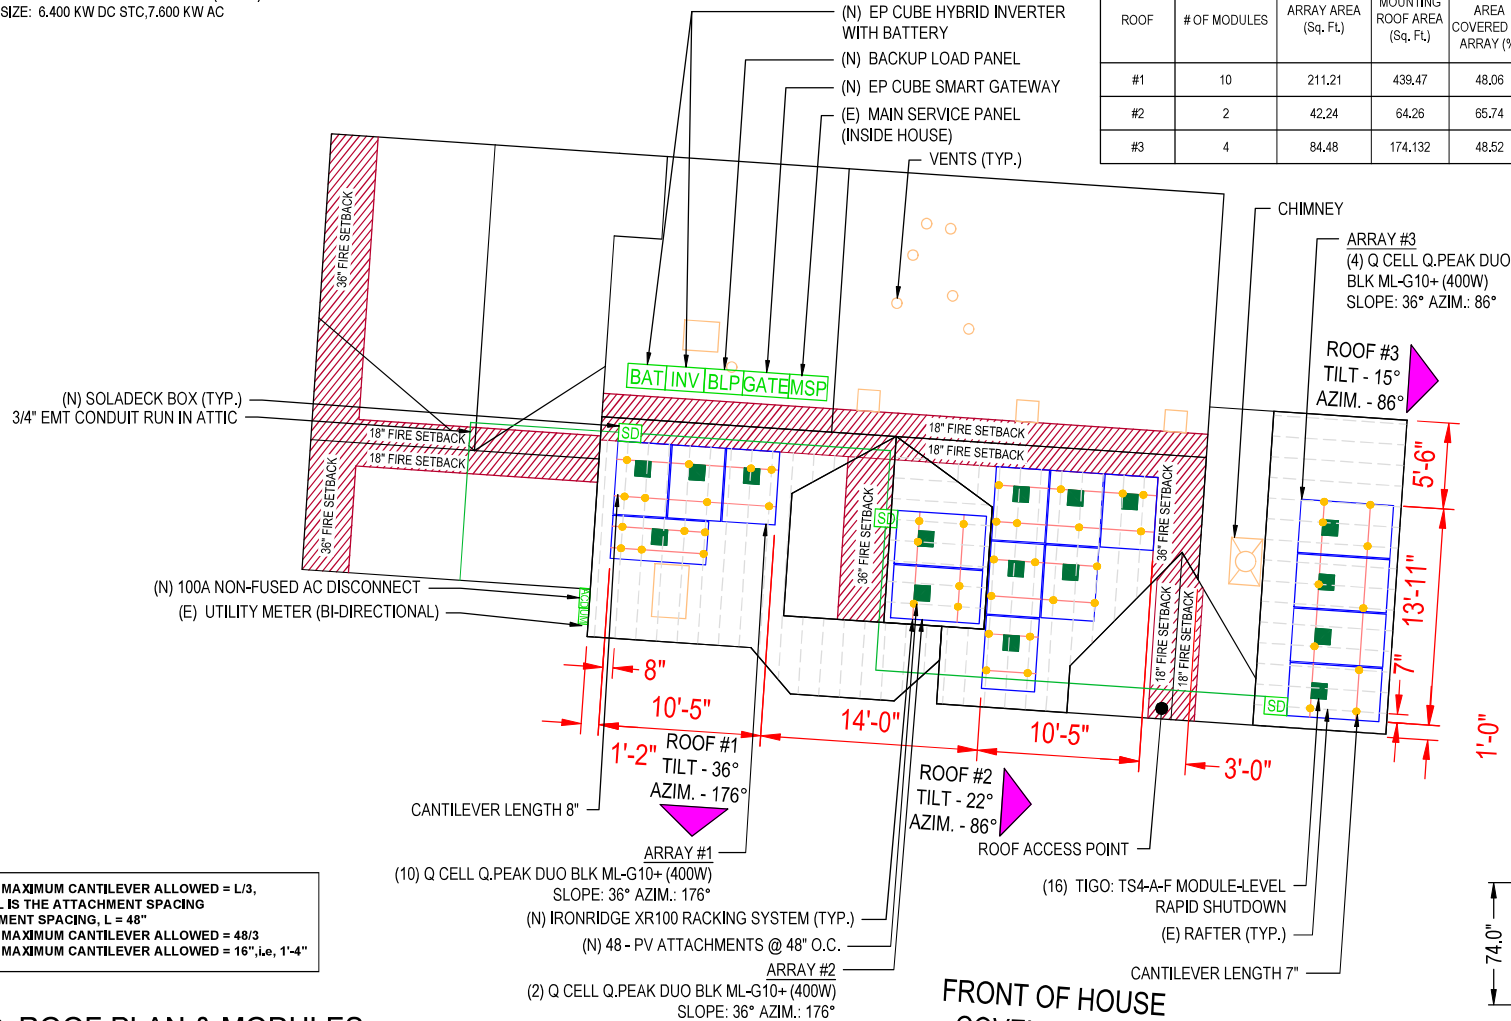 SIZE: 6.400 KW DC STC,7.600 KW AC
(N) EP CUBE HYBRID INVERTER
WITH BATTERY
(N) BACKUP LOAD PANEL
(N) EP CUBE SMART GATEWAY
(E) MAIN SERVICE PANEL
(INSIDE HOUSE)
VENTS (TYP.)
ROOF # OF MODULES ARRAY AREA (Sq. Ft.) MOUNTING ROOF AREA (Sq. Ft.) AREA COVERED ARRAY (%
#1 10 211.21 439.47 48.06
#2 2 42.24 64.26 65.74
#3 4 84.48 174.132 48.52
CHIMNEY
ARRAY #3
(4) Q CELL Q.PEAK DUO
BLK ML-G10+ (400W)
SLOPE: 36° AZIM.: 86°
ROOF #3
TILT - 15°
AZIM. - 86°
36" FIRE SETBACK
BAT INV BLP GATE MSP
(N) SOLADECK BOX (TYP.)
3/4" EMT CONDUIT RUN IN ATTIC
18" FIRE SETBACK
18" FIRE SETBACK
SD
18" FIRE SETBACK
18" FIRE SETBACK
36" FIRE SETBACK
36" FIRE SETBACK
36" FIRE SETBACK
SD
5'-6"
13'-11"
7"
1'-0"
(N) 100A NON-FUSED AC DISCONNECT
(E) UTILITY METER (BI-DIRECTIONAL)
18" FIRE SETBACK
18" FIRE SETBACK
SD
8"
10'-5"
14'-0"
10'-5"
1'-2"
3'-0"
ROOF #1
TILT - 36°
AZIM. - 176°
ROOF #2
TILT - 22°
AZIM. - 86°
CANTILEVER LENGTH 8"
ROOF ACCESS POINT
ARRAY #1
(10) Q CELL Q.PEAK DUO BLK ML-G10+ (400W)
SLOPE: 36° AZIM.: 176°
(N) IRONRIDGE XR100 RACKING SYSTEM (TYP.)
(N) 48 - PV ATTACHMENTS @ 48" O.C.
ARRAY #2
(2) Q CELL Q.PEAK DUO BLK ML-G10+ (400W)
SLOPE: 36° AZIM.: 176°
(16) TIGO: TS4-A-F MODULE-LEVEL
RAPID SHUTDOWN
(E) RAFTER (TYP.)
CANTILEVER LENGTH 7"
MAXIMUM CANTILEVER ALLOWED = L/3,
L IS THE ATTACHMENT SPACING
MENT SPACING, L = 48"
MAXIMUM CANTILEVER ALLOWED = 48/3
MAXIMUM CANTILEVER ALLOWED = 16",i.e, 1'-4"
74.0"
FRONT OF HOUSE
ROOF PLAN & MODULES